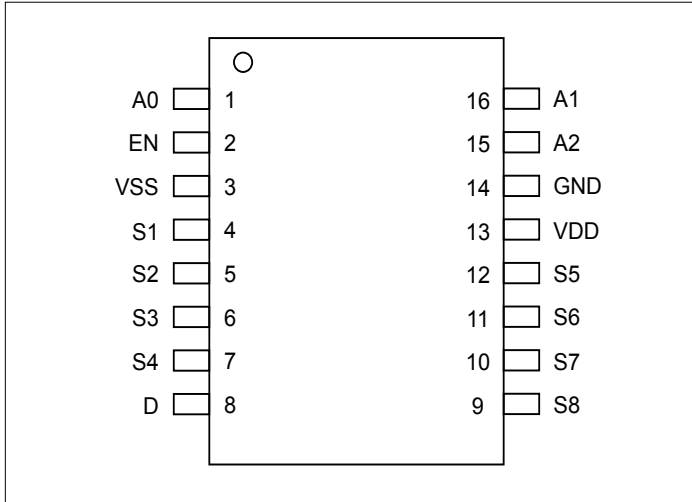 A0 1 16 A1
EN 2 15 A2
VSS 3 14 GND
S1 4 13 VDD
S2 5 12 S5
S3 6 11 S6
S4 7 10 S7
D 8 9 S8